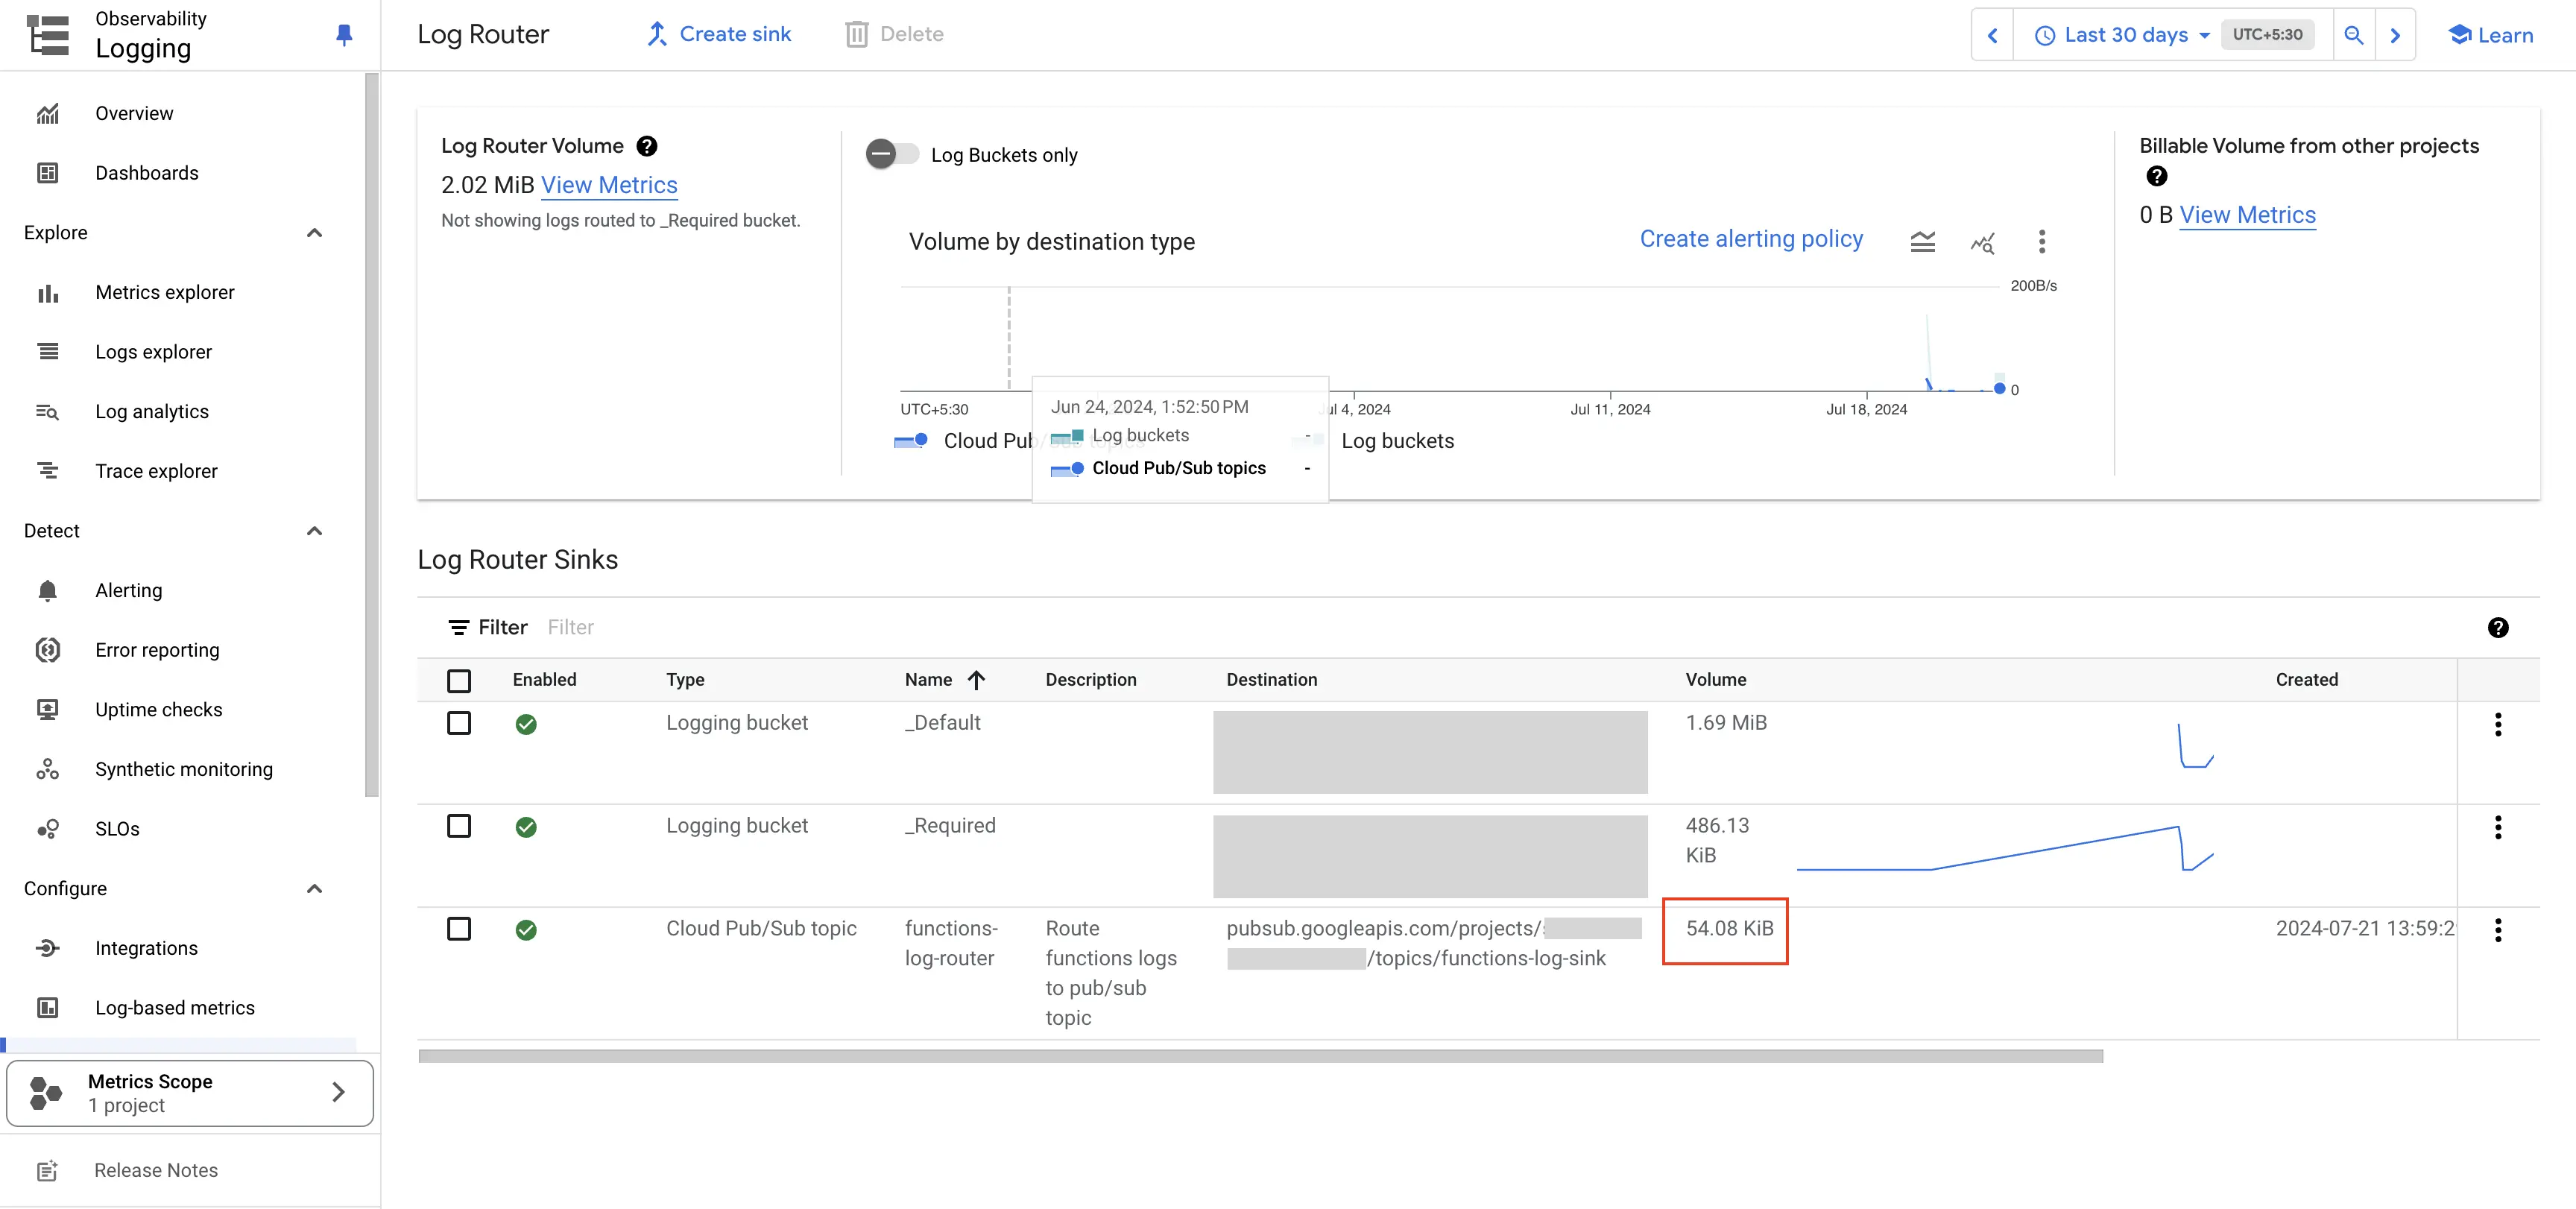 Observability
Logging
Log Router
Create sink
Delete
Last 30 days
UTC+5:30
Learn
Overview
Dashboards
Explore
Metrics explorer
Logs explorer
Log analytics
Trace explorer
Detect
Alerting
Error reporting
Uptime checks
Synthetic monitoring
SLOs
Configure
Integrations
Log-based metrics
Metrics Scope
1 project
Release Notes
Log Router Volume
2.02 MiB View Metrics
Not showing logs routed to _Required bucket.
Log Buckets only
Volume by destination type
Create alerting policy
200B/s
0
UTC+5:30
Jul 4, 2024
Jul 11, 2024
Jul 18, 2024
Cloud Pub/Sub topics
Log buckets
Jun 24, 2024, 1:52:50 PM
Log buckets -
Cloud Pub/Sub topics -
Billable Volume from other projects
0 B View Metrics
Log Router Sinks
Filter Filter
Enabled Type Name Description Destination Volume Created
Logging bucket _Default 1.69 MiB
Logging bucket _Required 486.13
KiB
Cloud Pub/Sub topic functions- Route pubsub.googleapis.com/projects/ 54.08 KiB 2024-07-21 13:59:2
log-router functions logs /topics/functions-log-sink
to pub/sub
topic